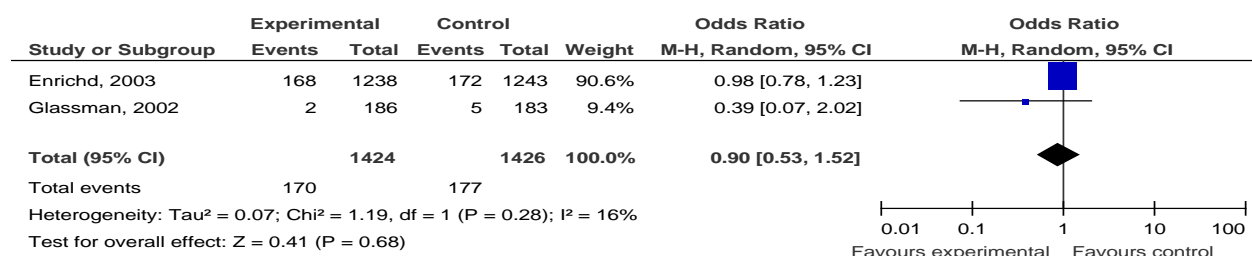 Experimental Control Odds Ratio Odds Ratio
Study or Subgroup Events Total Events Total Weight M-H, Random, 95% CI M-H, Random, 95% CI
Enrichd, 2003 168 1238 172 1243 90.6% 0.98 [0.78, 1.23]
Glassman, 2002 2 186 5 183 9.4% 0.39 [0.07, 2.02]
Total (95% CI) 1424 1426 100.0% 0.90 [0.53, 1.52]
Total events 170 177
Heterogeneity: Tau² = 0.07; Chi² = 1.19, df = 1 (P = 0.28); I² = 16%
Test for overall effect: Z = 0.41 (P = 0.68)
0.01 0.1 1 10 100
Favours experimental Favours control